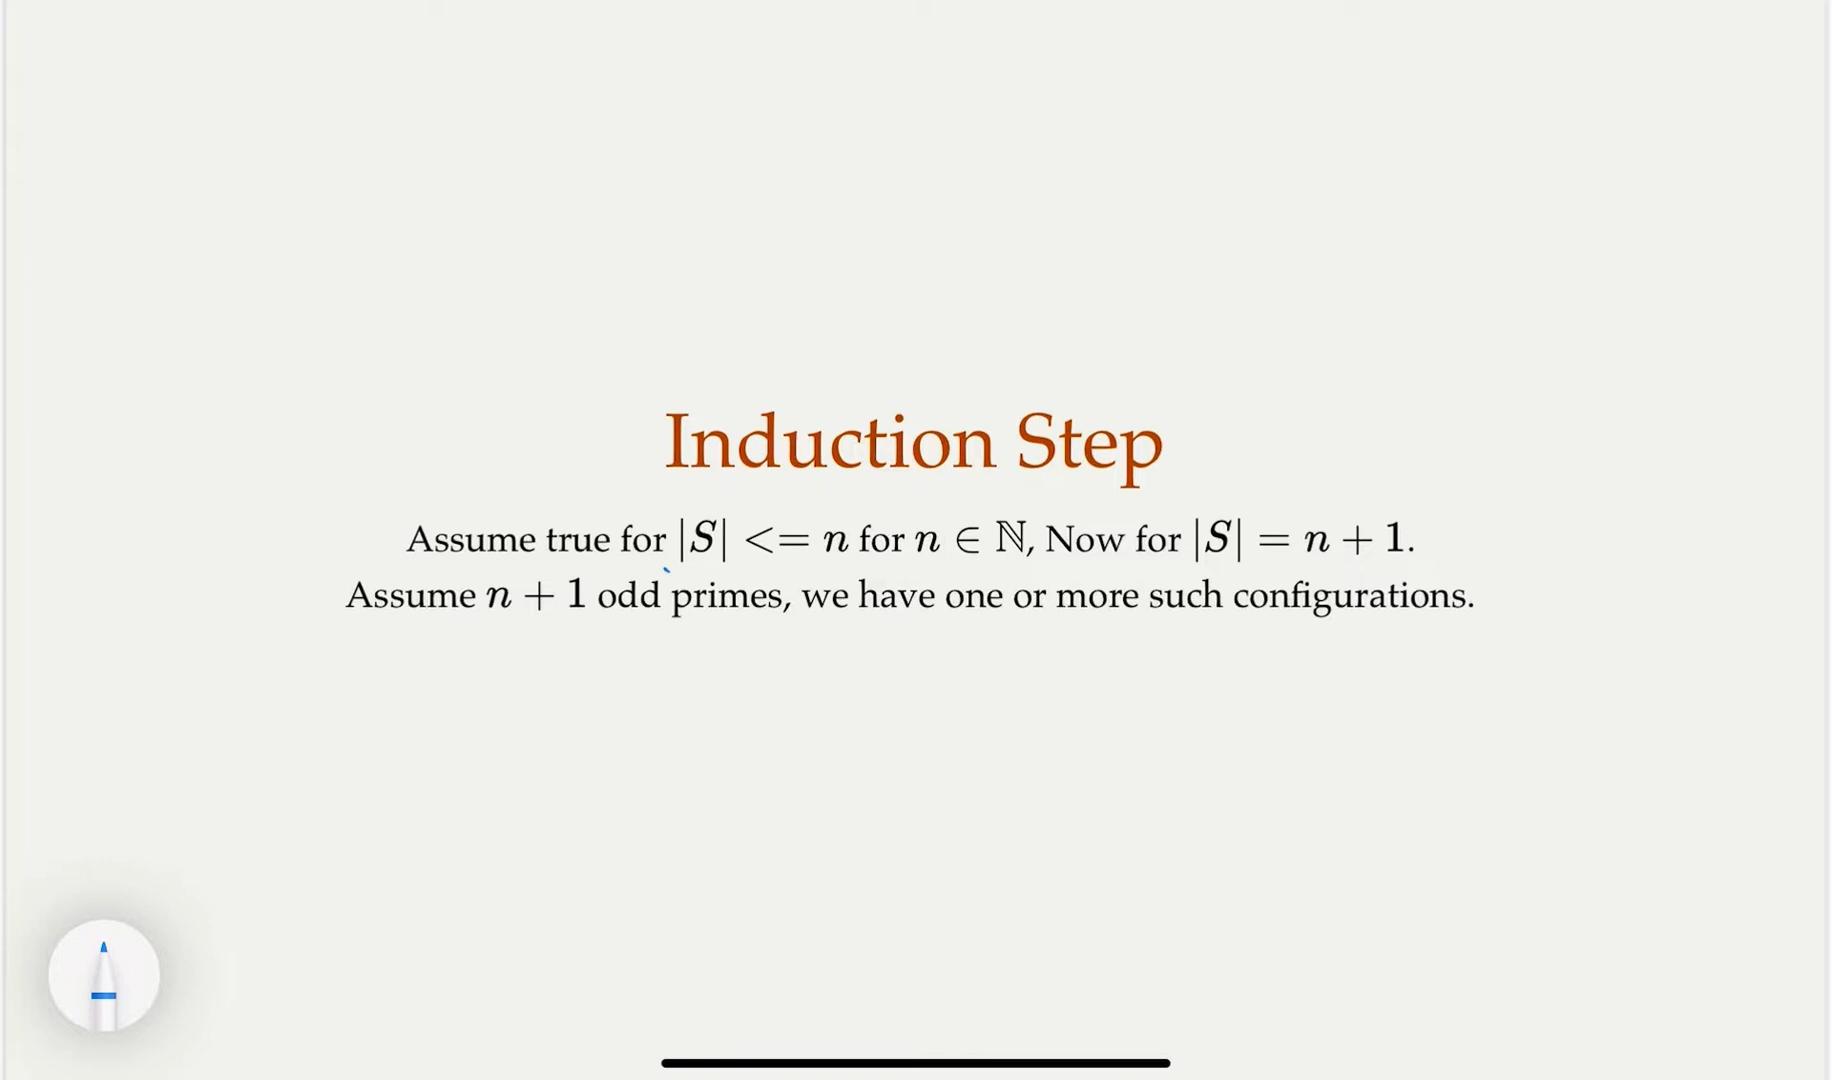 Induction Step
Assume true for |S| <= n for n ∈ ℕ, Now for |S| = n + 1.
Assume n + 1 odd primes, we have one or more such configurations.